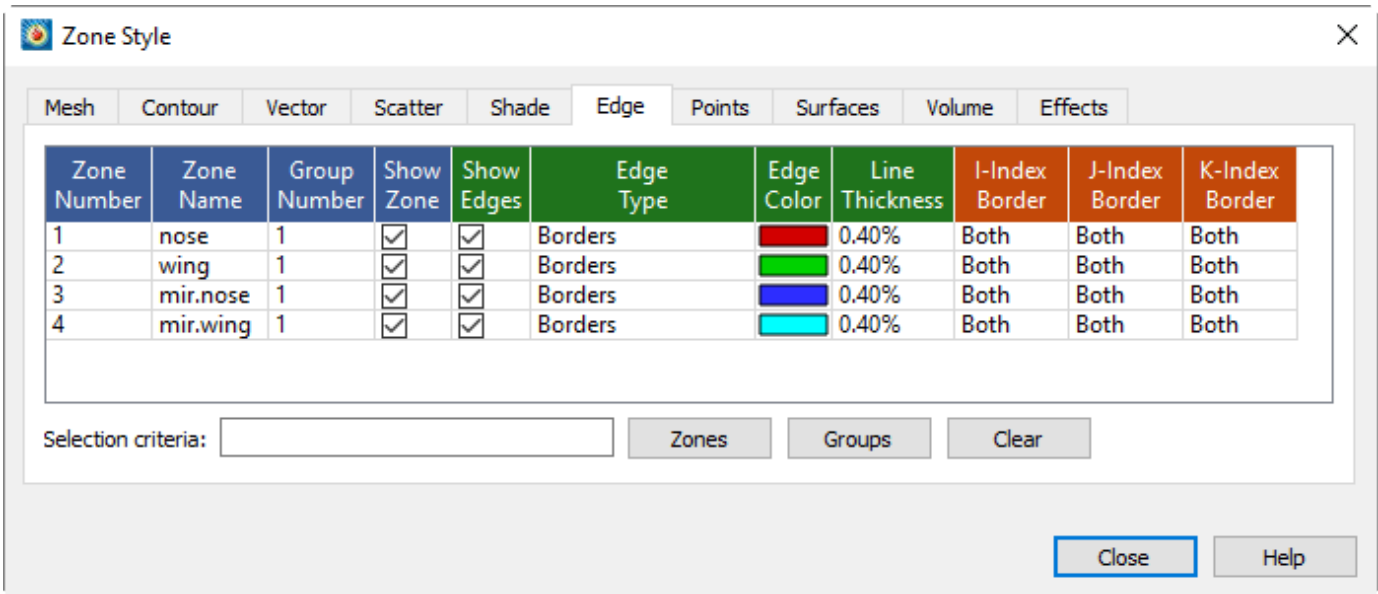 Zone Style
Mesh Contour Vector Scatter Shade Edge Points Surfaces Volume Effects
Zone Number Zone Name Group Number Show Zone Show Edges Edge Type Edge Color Line Thickness I-Index Border J-Index Border K-Index Border
1 nose 1 Borders 0.40% Both Both Both
2 wing 1 Borders 0.40% Both Both Both
3 mir.nose 1 Borders 0.40% Both Both Both
4 mir.wing 1 Borders 0.40% Both Both Both
Selection criteria: Zones Groups Clear
Close Help